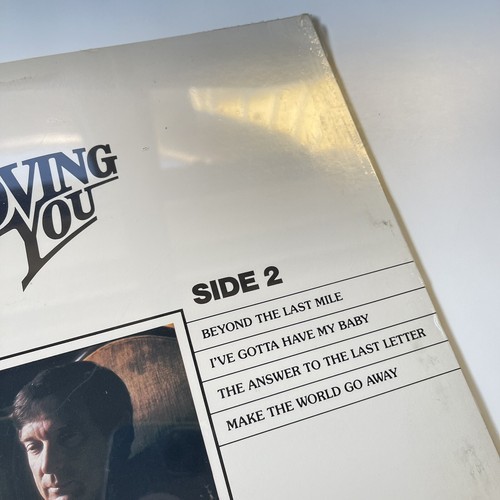 OVING
YOU
SIDE 2
BEYOND THE LAST MILE
I'VE GOTTA HAVE MY BABY
THE ANSWER TO THE LAST LETTER
MAKE THE WORLD GO AWAY